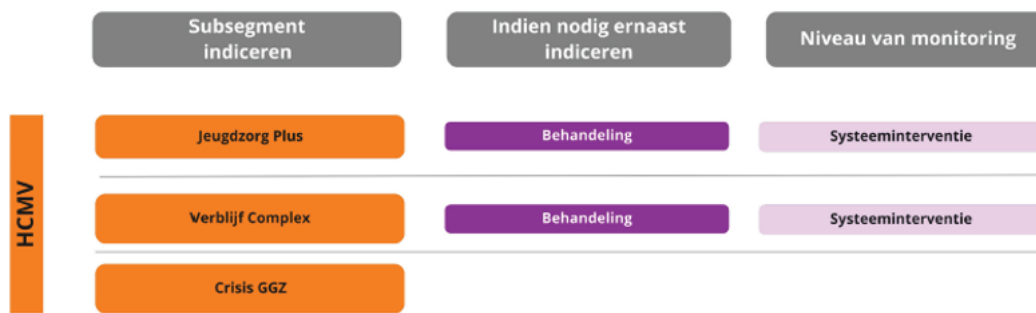 Subsegment
indiceren
Indien nodig ernaast
indiceren
Niveau van monitoring
HCMV
Jeugdzorg Plus
Behandeling
Systeeminterventie
Verblijf Complex
Behandeling
Systeeminterventie
Crisis GGZ